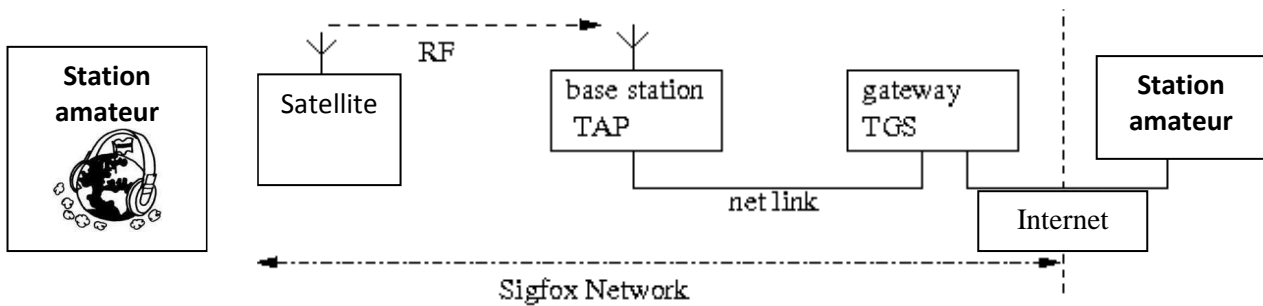 Station
amateur
RF
Satellite
base station
TAP
gateway
TGS
Station
amateur
net link
Internet
Sigfox Network